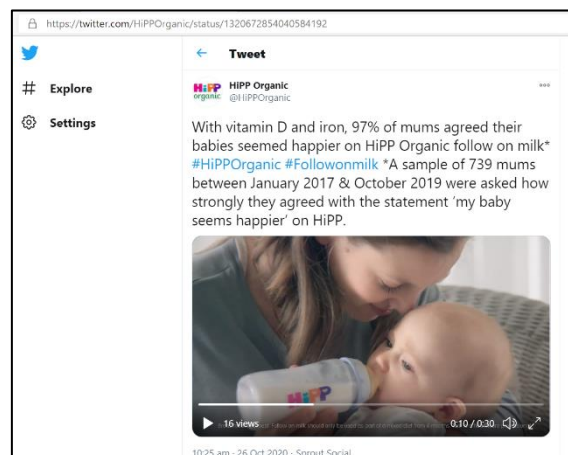 https://twitter.com/HiPPOrganic/status/1320672854040584192
← Tweet
# Explore
Settings
HiPP
organic
HiPP Organic
@HiPPOrganic
With vitamin D and iron, 97% of mums agreed their
babies seemed happier on HiPP Organic follow on milk*
#HiPPOrganic #Followonmilk *A sample of 739 mums
between January 2017 & October 2019 were asked how
strongly they agreed with the statement ‘my baby
seems happier’ on HiPP.
HiPP
16 views
0:10 / 0:30
10:25 am · 26 Oct 2020 · Sprout Social